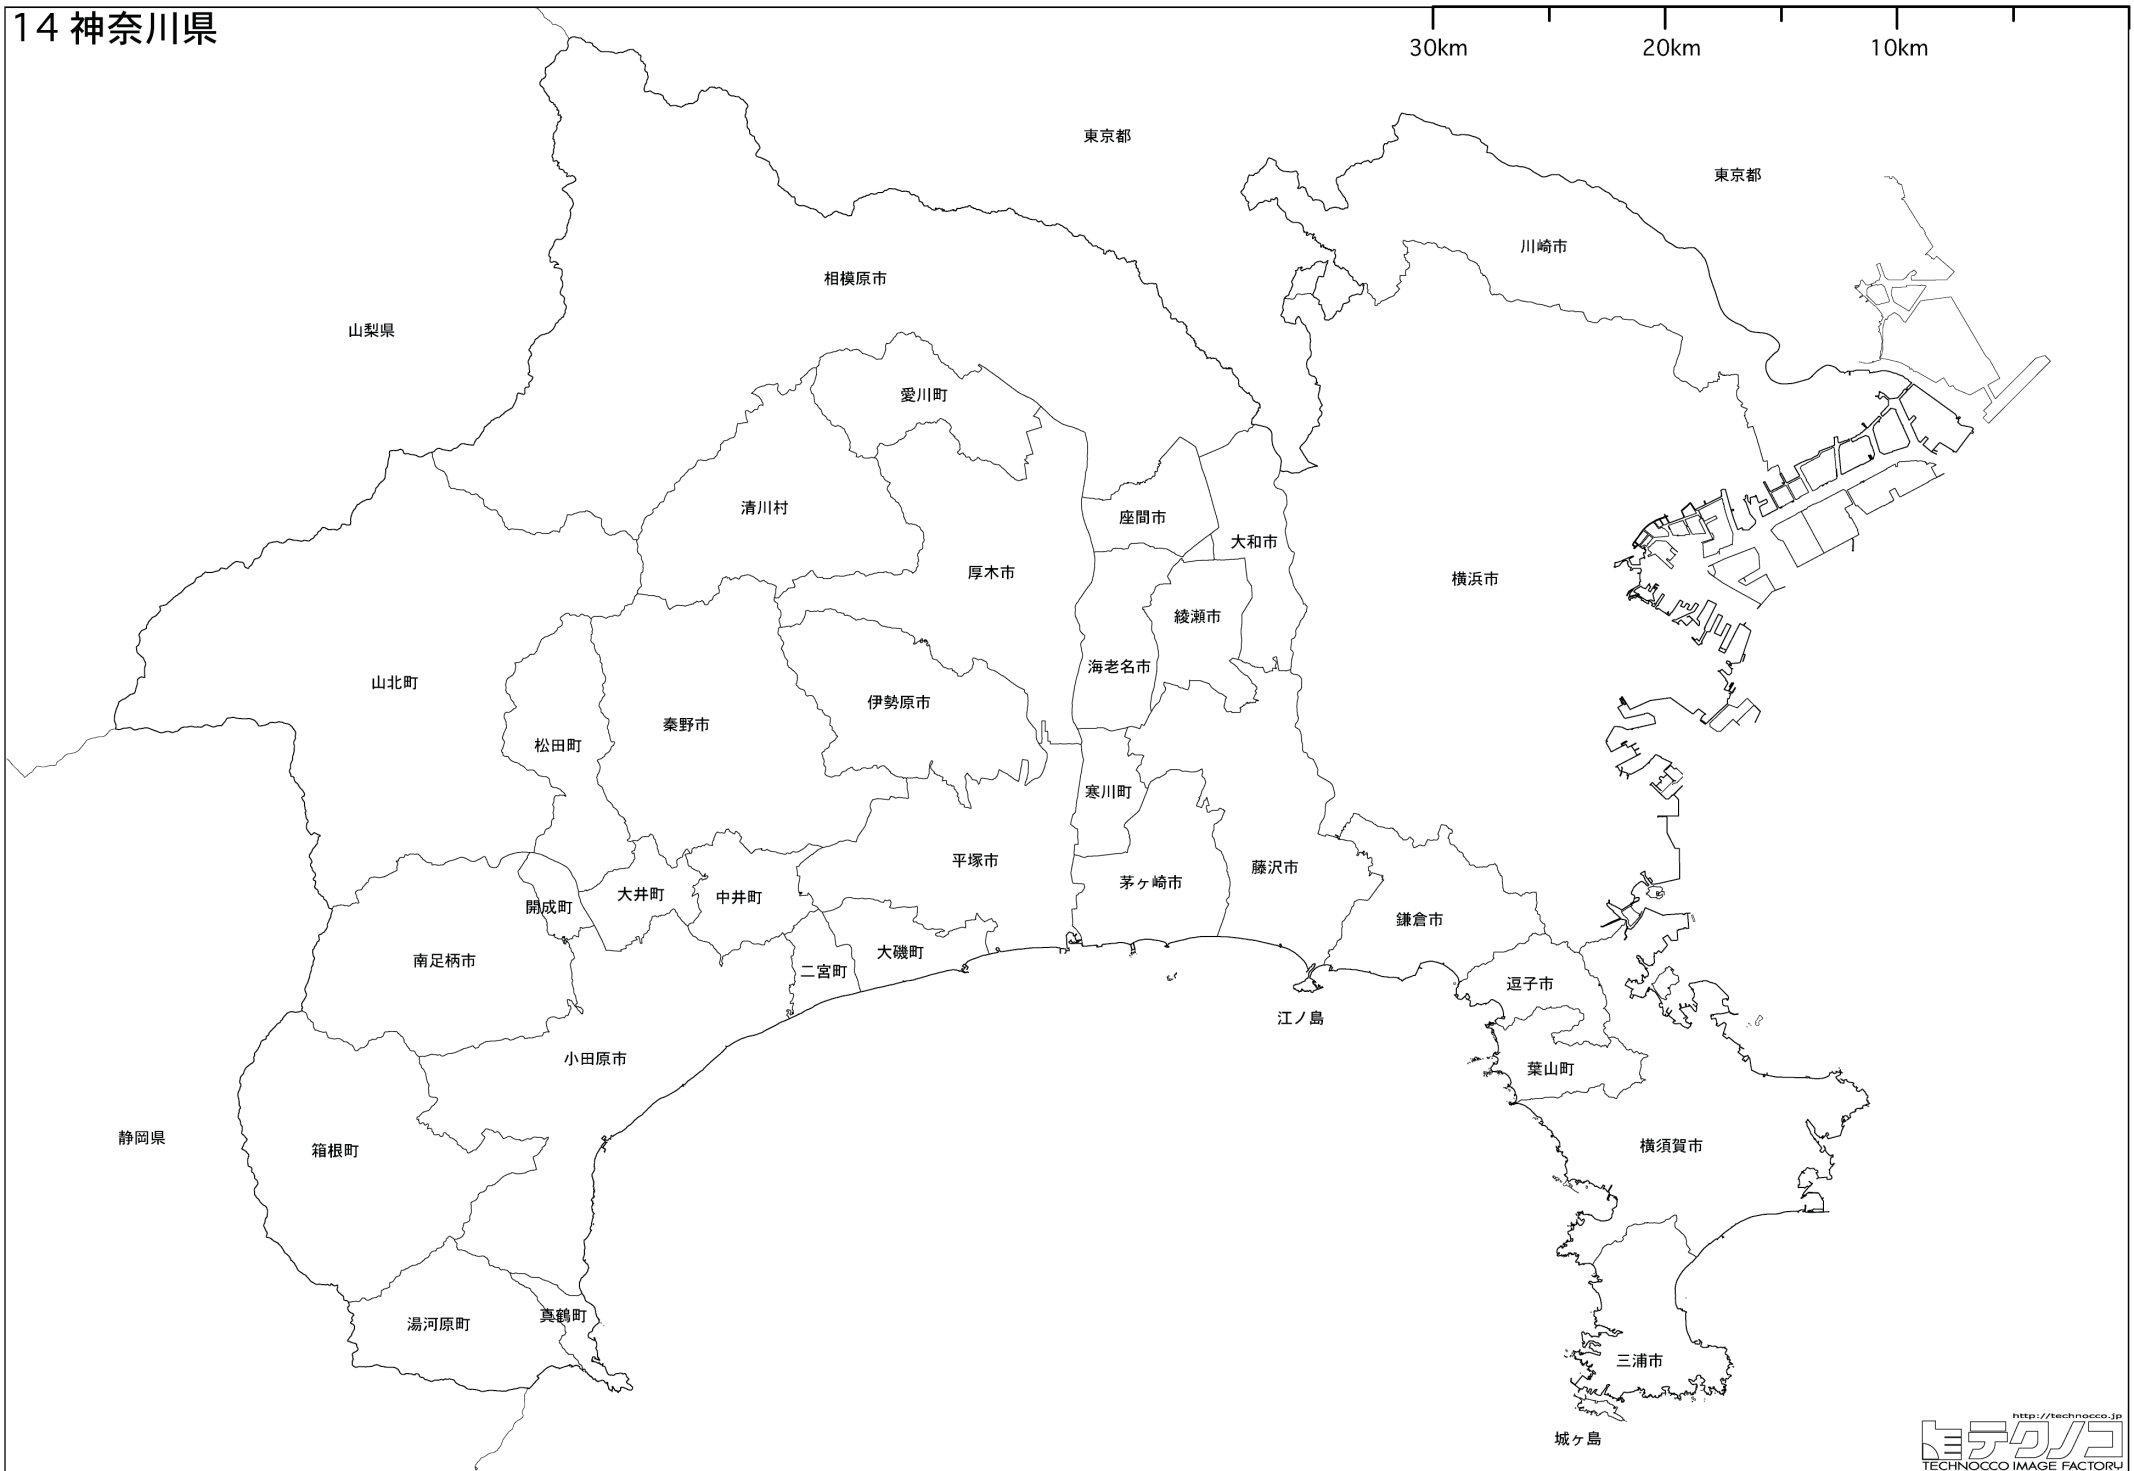 14 神奈川県
30km
20km
10km
東京都
東京都
川崎市
相模原市
山梨県
愛川町
清川村
座間市
大和市
厚木市
横浜市
綾瀬市
海老名市
山北町
伊勢原市
秦野市
松田町
寒川町
平塚市
藤沢市
茅ヶ崎市
大井町
中井町
開成町
鎌倉市
大磯町
南足柄市
二宮町
逗子市
江ノ島
小田原市
葉山町
静岡県
横須賀市
箱根町
真鶴町
湯河原町
三浦市
城ヶ島
http://technocco.jp
テクノコ
TECHNOCCO IMAGE FACTORY